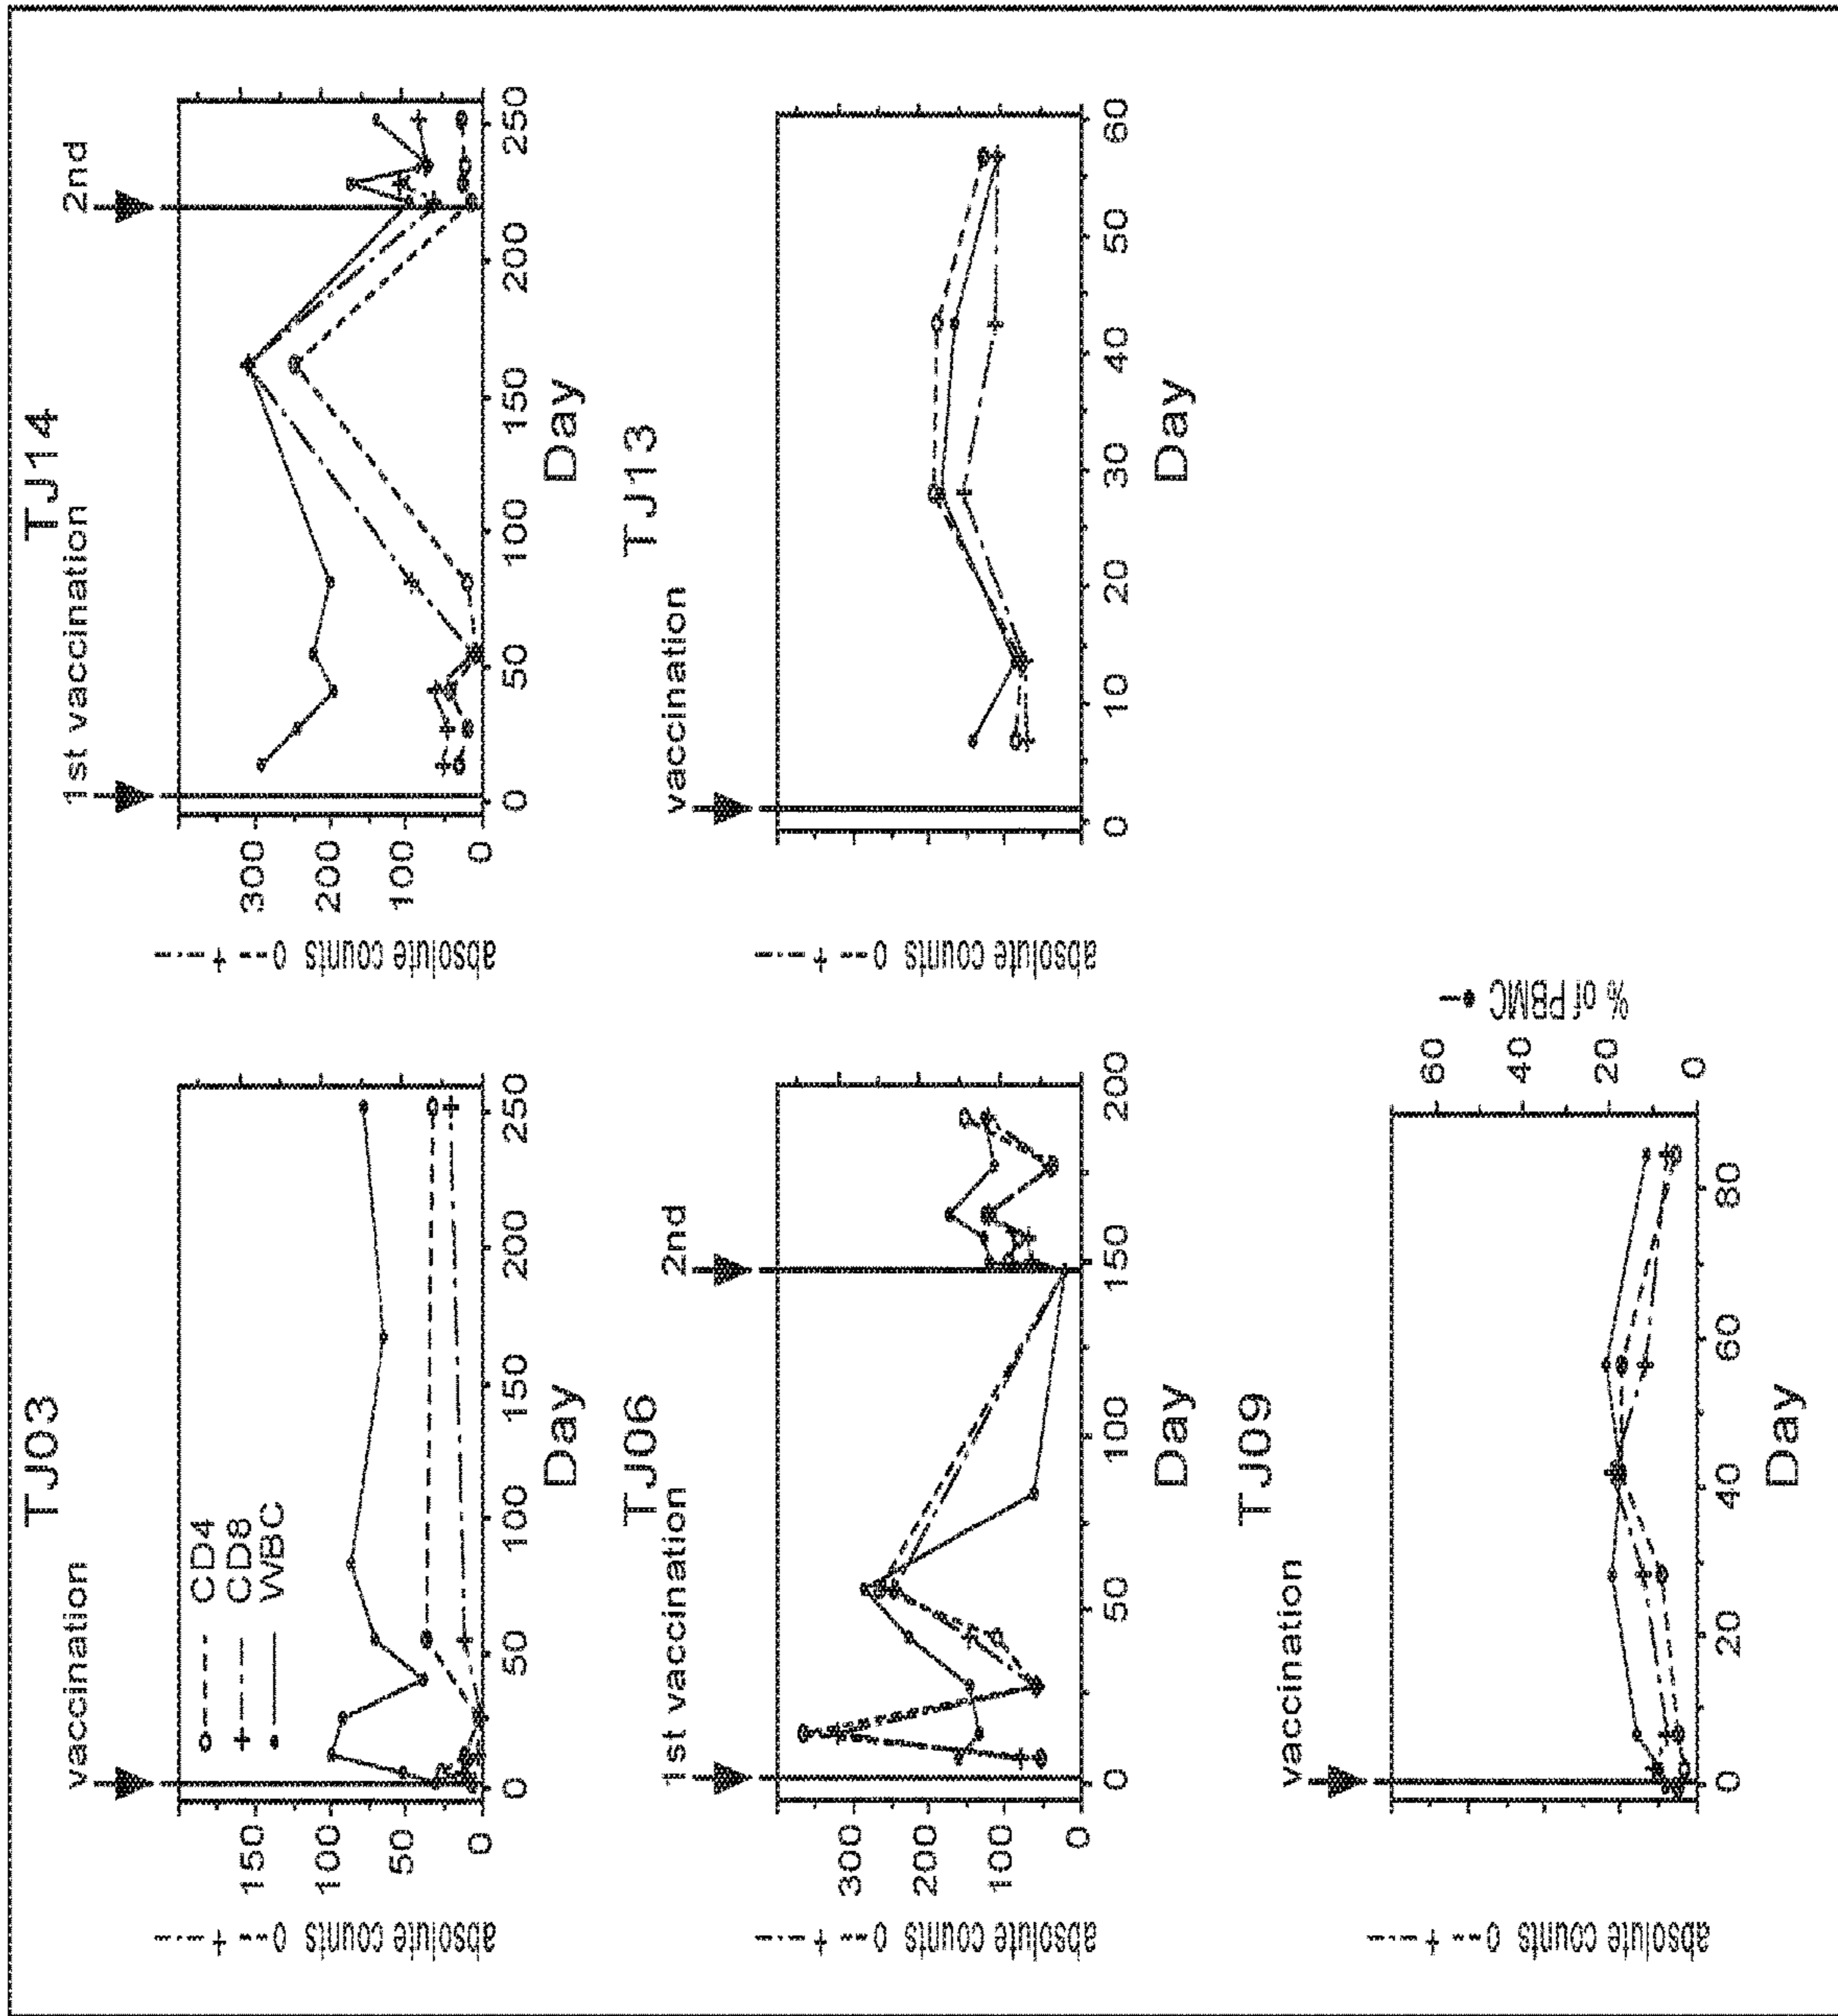 TJ03
vaccination
CD4
CD8
WBC
absolute counts
150
100
50
0
0
50
100
150
200
250
Day
TJ14
1st vaccination
2nd
absolute counts
300
200
100
0
0
50
100
150
200
250
Day
TJ06
1st vaccination
2nd
absolute counts
300
200
100
0
0
50
100
150
200
Day
TJ13
vaccination
absolute counts
0
10
20
30
40
50
60
Day
TJ09
vaccination
absolute counts
0
20
40
60
80
Day
60
40
20
0
% of PBMC